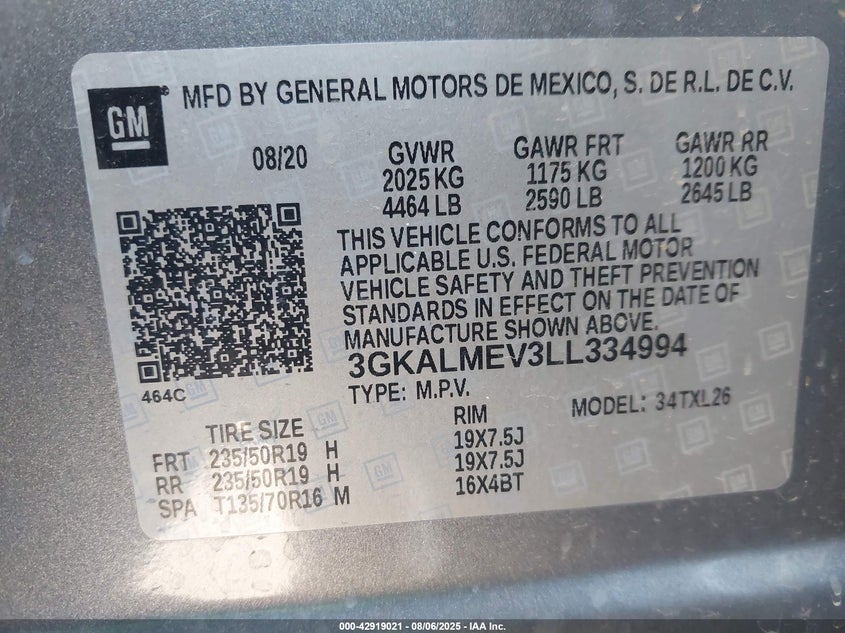 GM
MFD BY GENERAL MOTORS DE MEXICO, S. DE R.L. DE C.V.
08/20
GVWR
2025 KG
4464 LB
GAWR FRT
1175 KG
2590 LB
GAWR RR
1200 KG
2645 LB
THIS VEHICLE CONFORMS TO ALL
APPLICABLE U.S. FEDERAL MOTOR
VEHICLE SAFETY AND THEFT PREVENTION
STANDARDS IN EFFECT ON THE DATE OF
MANUFACTURE SHOWN ABOVE.
3GKALMEV3LL334994
464C
TYPE: M.P.V.
MODEL: 34TXL26
TIRE SIZE
RIM
FRT 235/50R19 H 19X7.5J
RR 235/50R19 H 19X7.5J
SPA T135/70R16 M 16X4BT
000-42919021 - 08/06/2025 - IAA Inc.